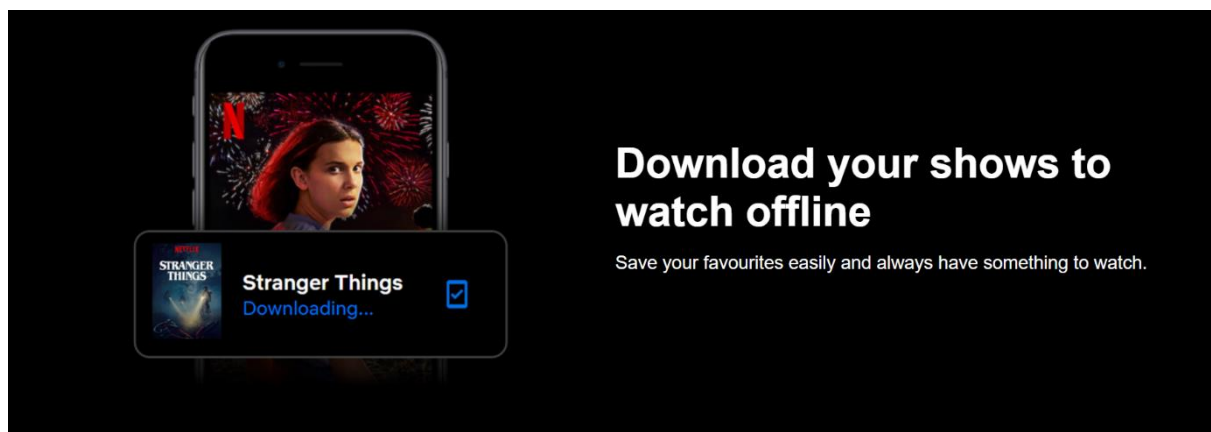 N
NETFLIX
STRANGER
THINGS
Stranger Things
Downloading...
Download your shows to
watch offline
Save your favourites easily and always have something to watch.